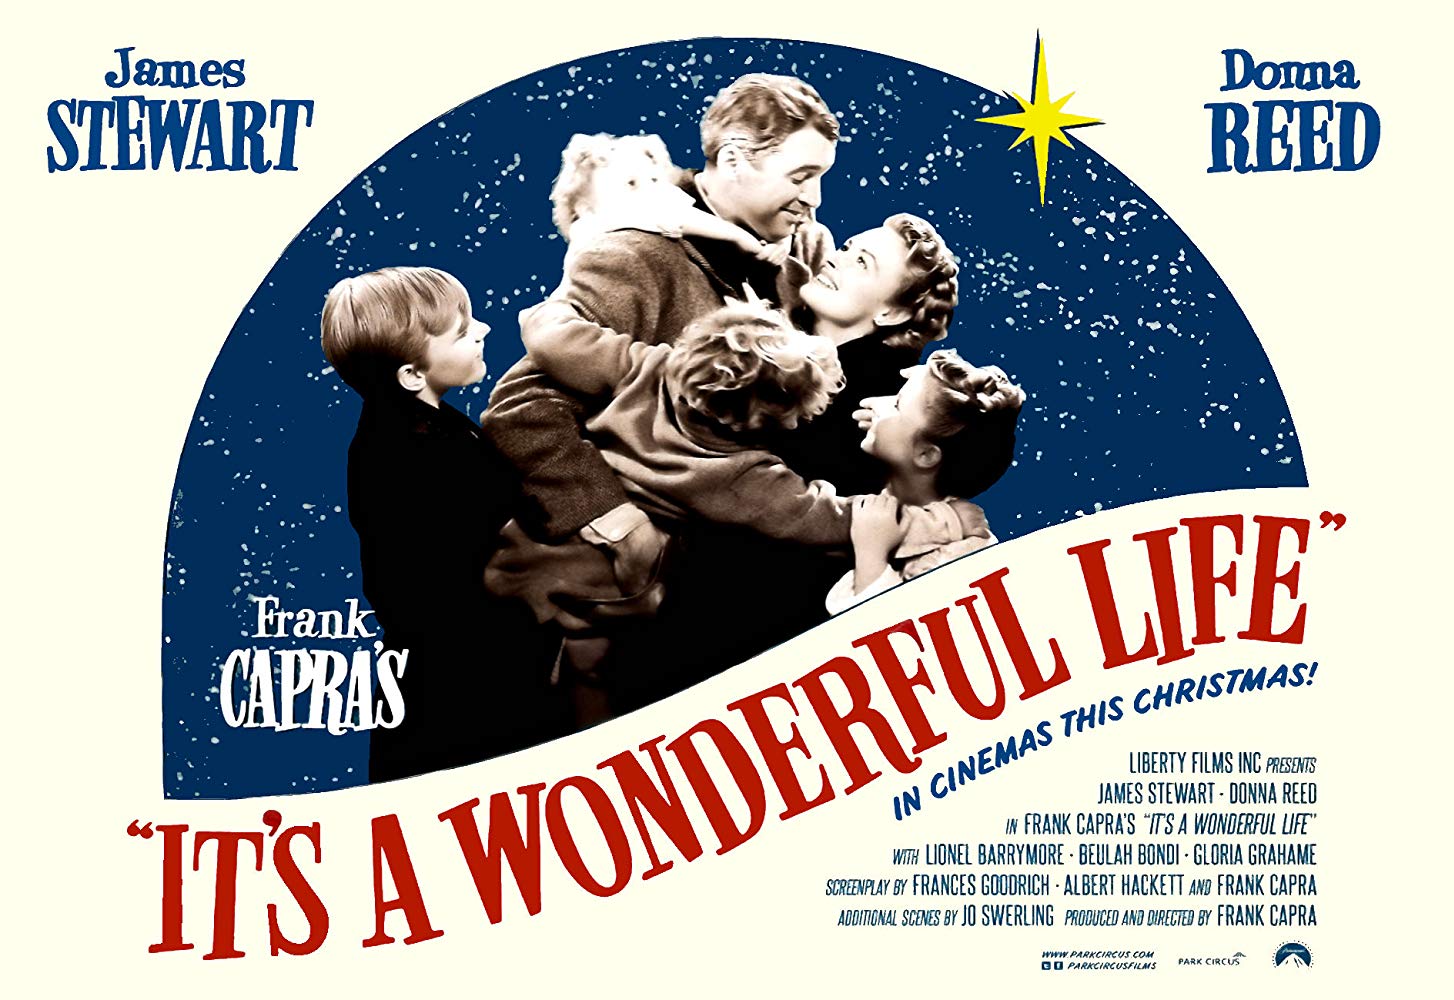 James
STEWART
Donna
REED
Frank
CAPRA'S
"IT'S A WONDERFUL LIFE"
IN CINEMAS THIS CHRISTMAS!
LIBERTY FILMS INC PRESENTS
JAMES STEWART · DONNA REED
IN FRANK CAPRA'S "IT'S A WONDERFUL LIFE"
WITH LIONEL BARRYMORE · BEULAH BONDI · GLORIA GRAHAME
SCREENPLAY BY FRANCES GOODRICH · ALBERT HACKETT AND FRANK CAPRA
ADDITIONAL SCENES BY JO SWERLING PRODUCED AND DIRECTED BY FRANK CAPRA
WWW.PARKCIRCUS.COM
PARKCIRCUSFILMS
PARK CIRCUS
Paramount